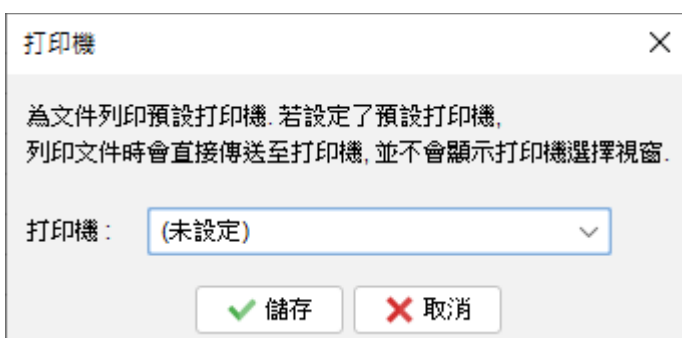 打印機
為文件列印預設打印機. 若設定了預設打印機,
列印文件時會直接傳送至打印機, 並不會顯示打印機選擇視窗.
打印機 : (未設定)
儲存 取消